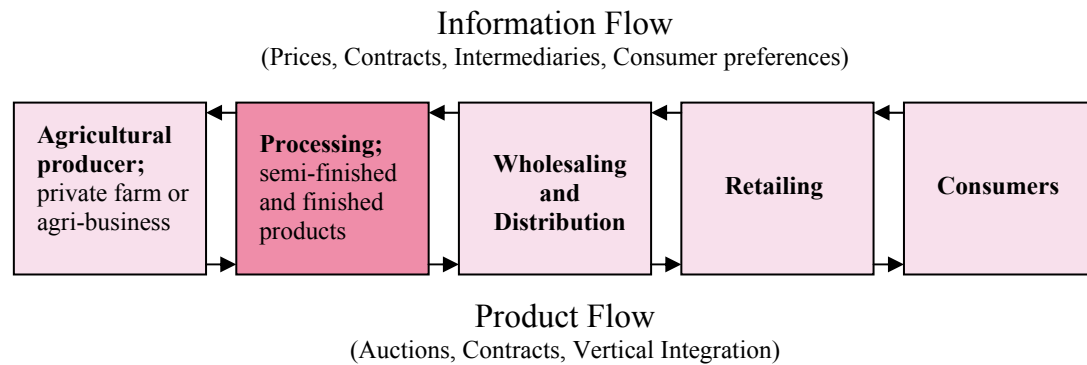 Information Flow
(Prices, Contracts, Intermediaries, Consumer preferences)
Agricultural
producer;
private farm or
agri-business
Processing;
semi-finished
and finished
products
Wholesaling
and
Distribution
Retailing
Consumers
Product Flow
(Auctions, Contracts, Vertical Integration)